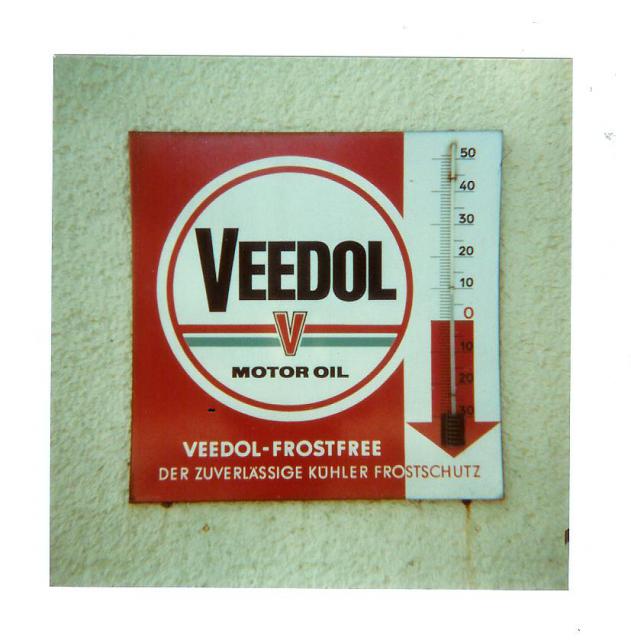 VEEDOL
V
MOTOR OIL
VEEDOL-FROSTFREE
DER ZUVERLÄSSIGE KÜHLER FROSTSCHUTZ
50
40
30
20
10
0
10
20
30